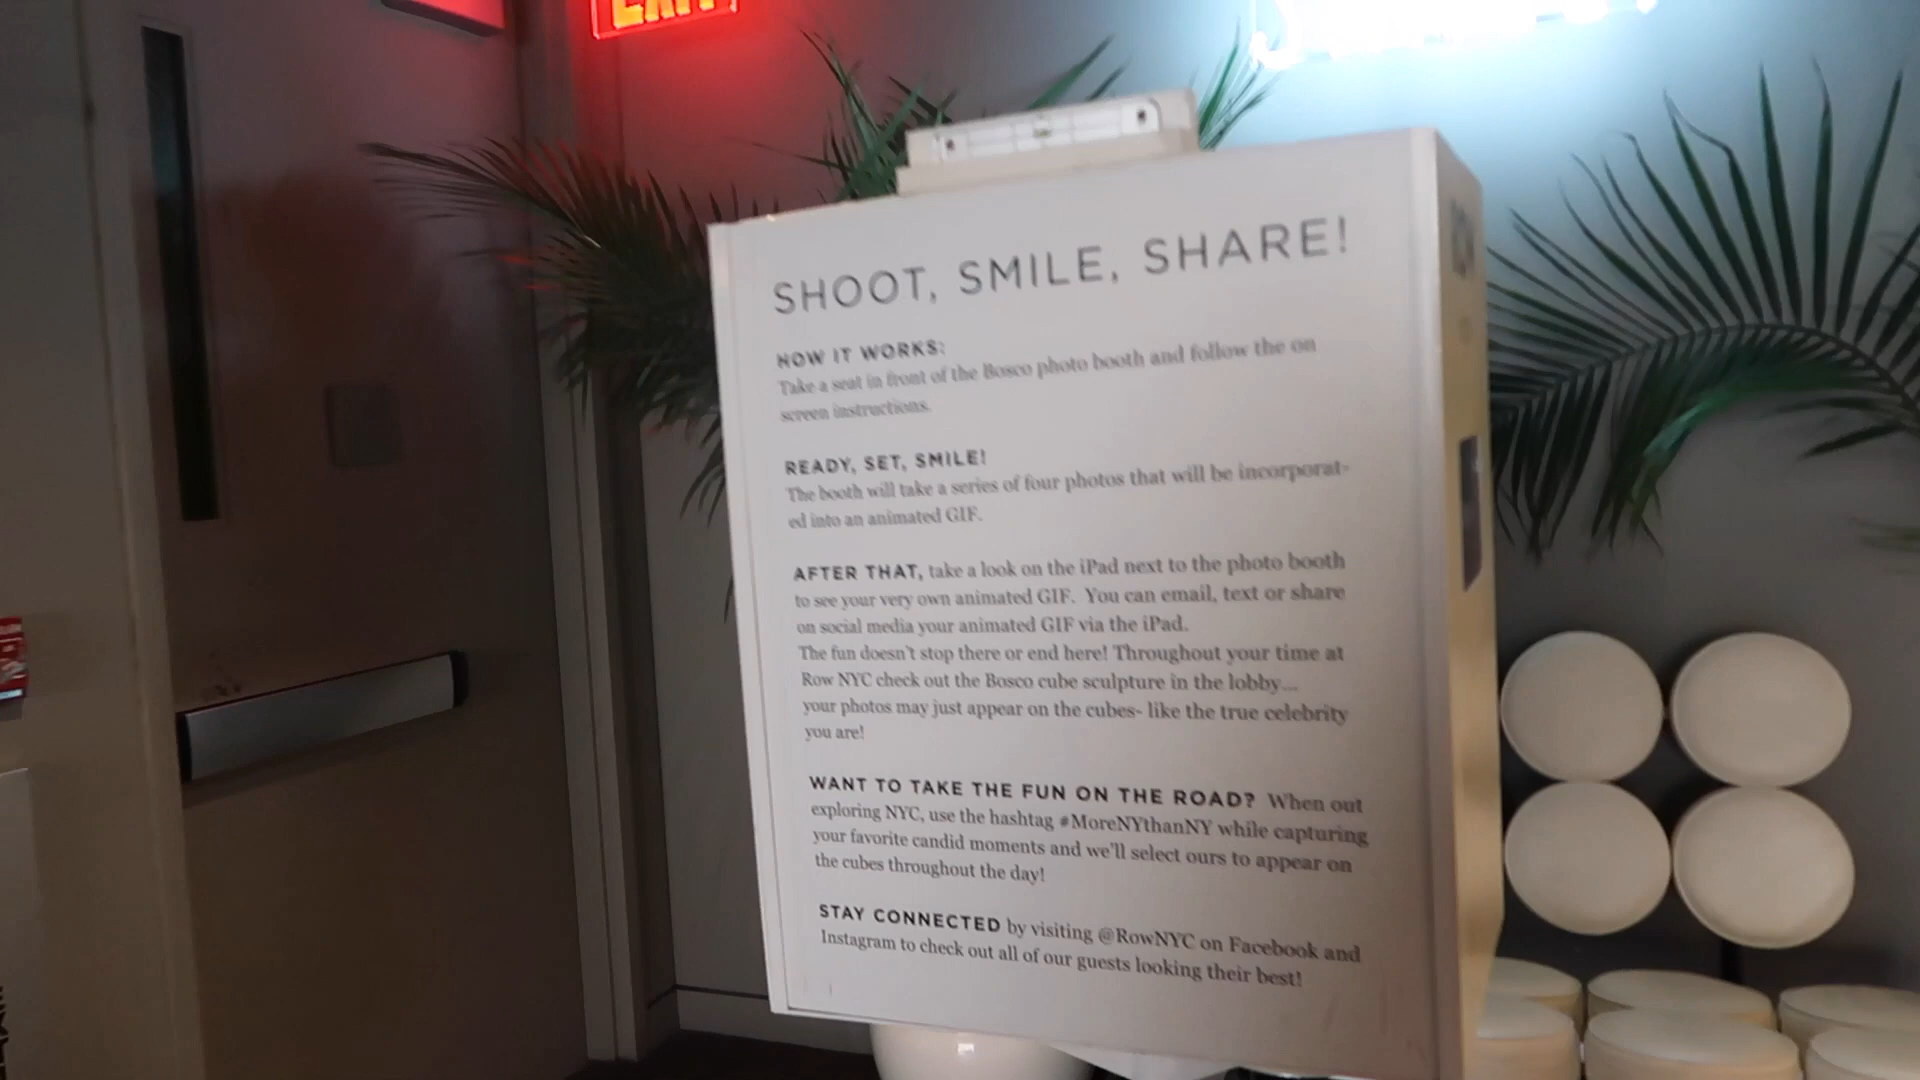 EXIT
SHOOT, SMILE, SHARE!
HOW IT WORKS:
Take a seat in front of the Bosco photo booth and follow the on
screen instructions.
READY, SET, SMILE!
The booth will take a series of four photos that will be incorporat-
ed into an animated GIF.
AFTER THAT, take a look on the iPad next to the photo booth
to see your very own animated GIF. You can email, text or share
on social media your animated GIF via the iPad.
The fun doesn't stop there or end here! Throughout your time at
Row NYC check out the Bosco cube sculpture in the lobby...
your photos may just appear on the cubes- like the true celebrity
you are!
WANT TO TAKE THE FUN ON THE ROAD? When out
exploring NYC, use the hashtag #MoreNYthanNY while capturing
your favorite candid moments and we'll select ours to appear on
the cubes throughout the day!
STAY CONNECTED by visiting @RowNYC on Facebook and
Instagram to check out all of our guests looking their best!